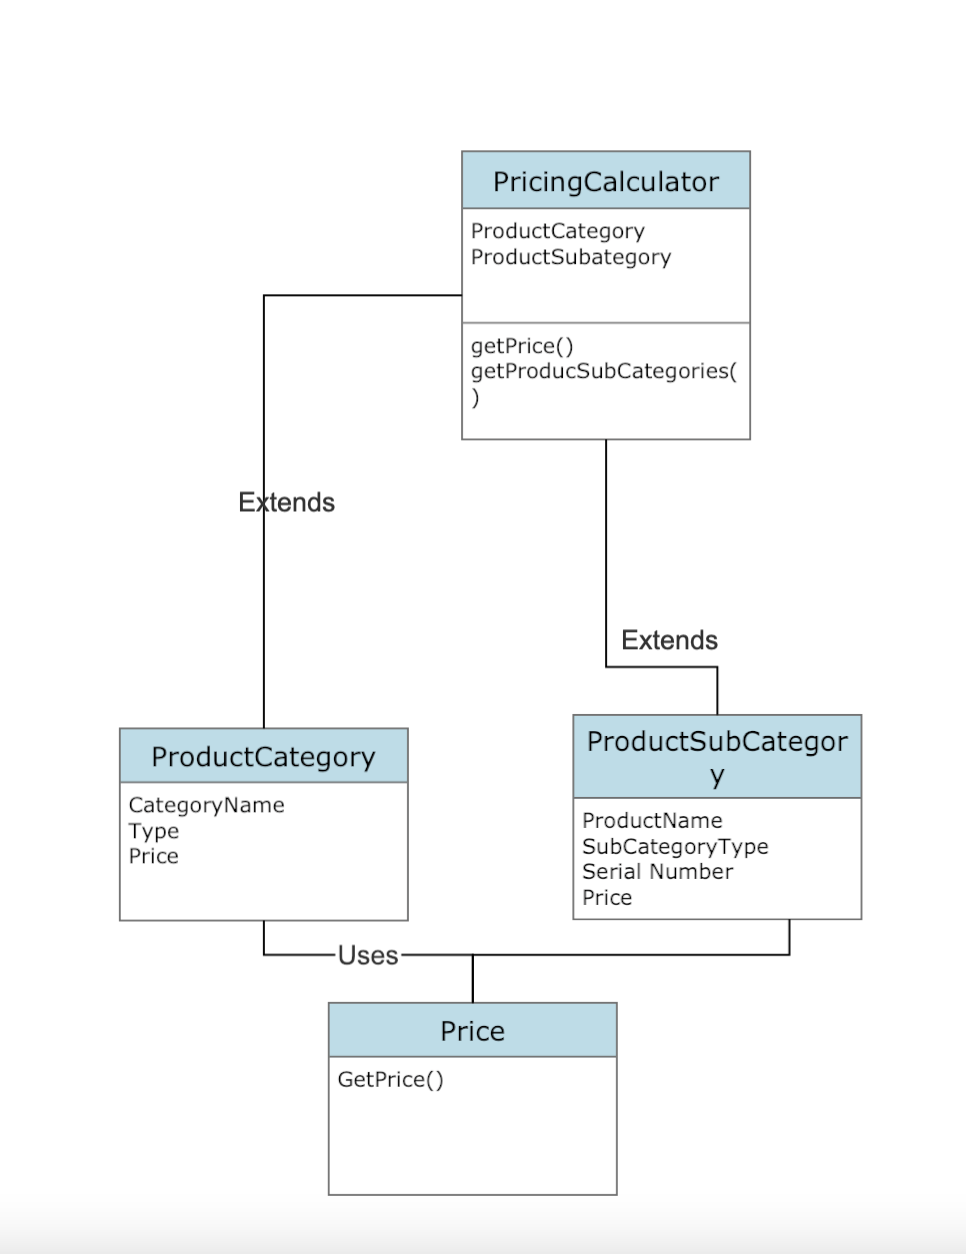 PricingCalculator
ProductCategory
ProductSubategory
getPrice()
getProducSubCategories(
)
Extends
Extends
ProductCategory
CategoryName
Type
Price
ProductSubCategor
y
ProductName
SubCategoryType
Serial Number
Price
Uses
Price
GetPrice()